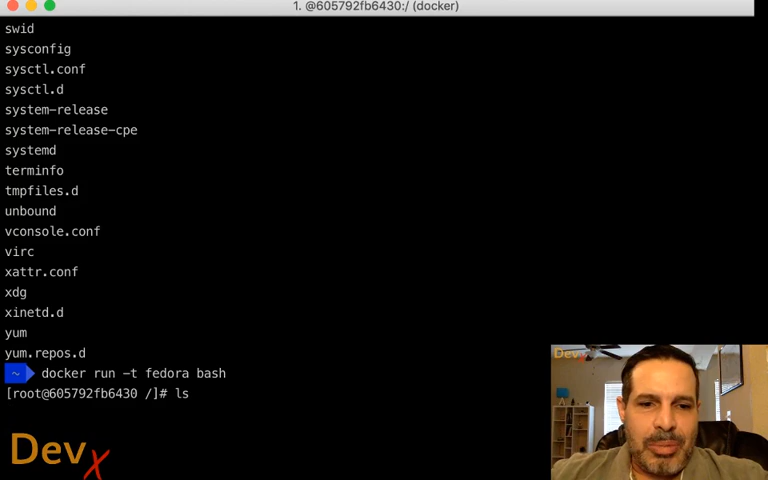 1. @605792fb6430:/ (docker)
swid
sysconfig
sysctl.conf
sysctl.d
system-release
system-release-cpe
systemd
terminfo
tmpfiles.d
unbound
vconsole.conf
virc
xattr.conf
xdg
xinetd.d
yum
yum.repos.d
~ docker run -t fedora bash
[root@605792fb6430 /]# ls
Devx
Dev